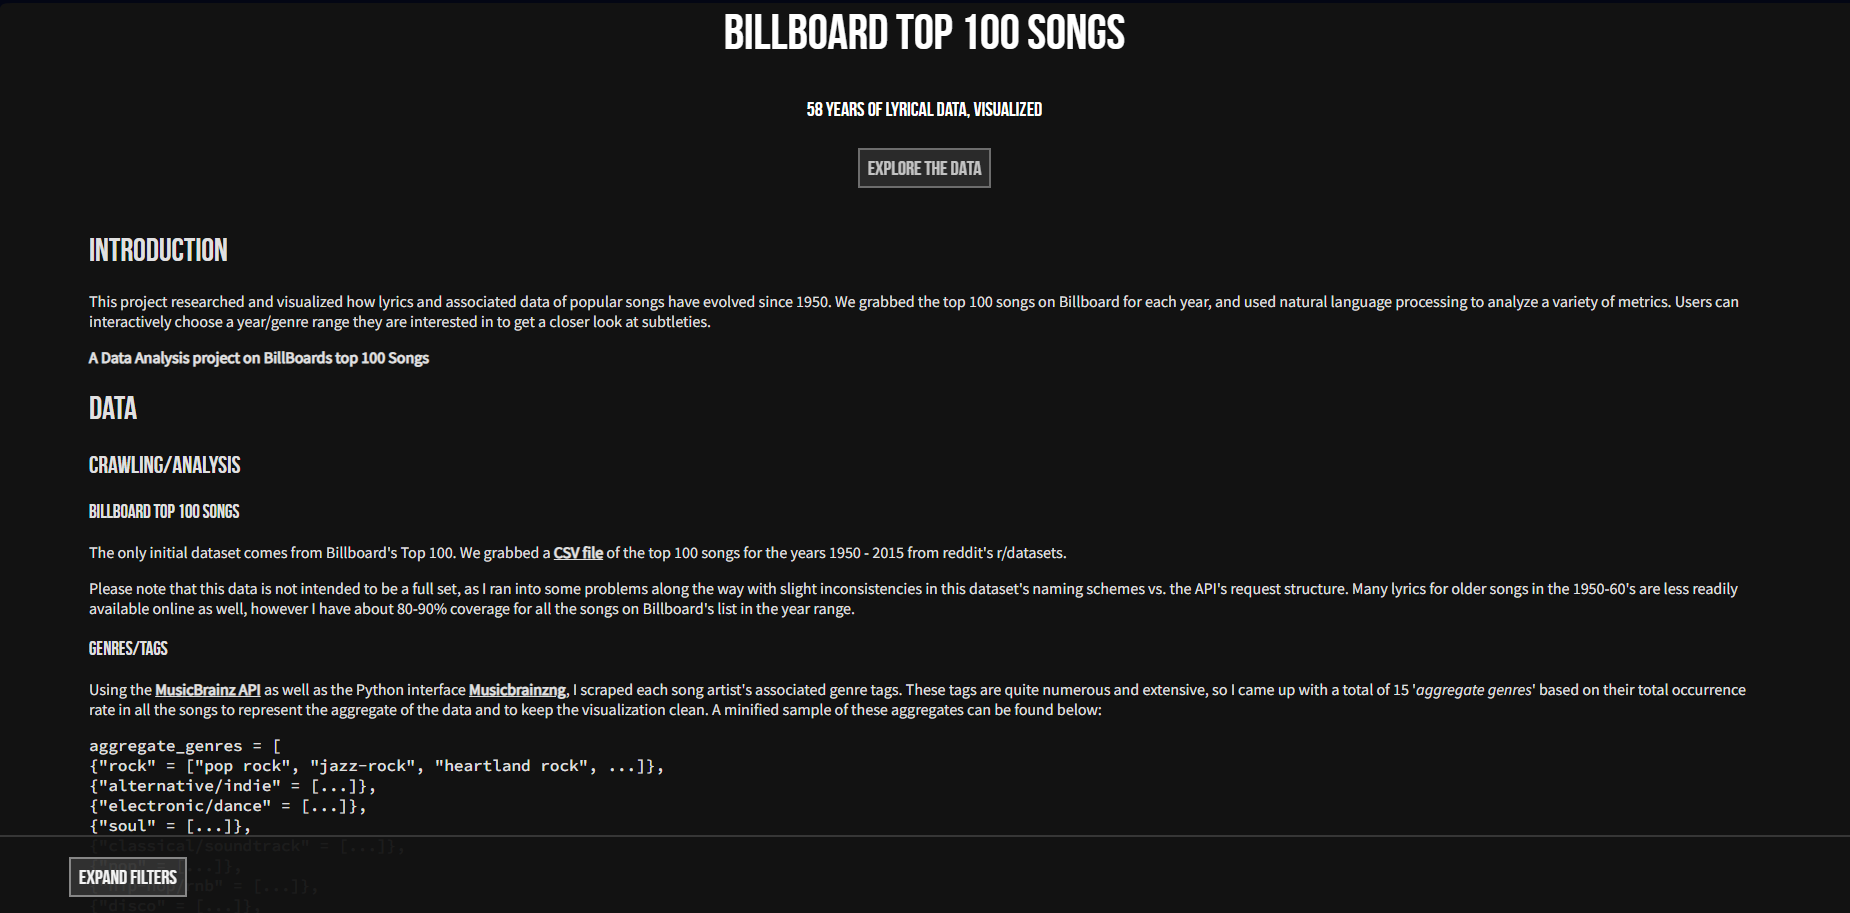 BILLBOARD TOP 100 SONGS
58 YEARS OF LYRICAL DATA, VISUALIZED
EXPLORE THE DATA
INTRODUCTION
This project researched and visualized how lyrics and associated data of popular songs have evolved since 1950. We grabbed the top 100 songs on Billboard for each year, and used natural language processing to analyze a variety of metrics. Users can
interactively choose a year/genre range they are interested in to get a closer look at subtleties.
A Data Analysis project on BillBoards top 100 Songs
DATA
CRAWLING/ANALYSIS
BILLBOARD TOP 100 SONGS
The only initial dataset comes from Billboard's Top 100. We grabbed a CSV file of the top 100 songs for the years 1950 - 2015 from reddit's r/datasets.
Please note that this data is not intended to be a full set, as I ran into some problems along the way with slight inconsistencies in this dataset's naming schemes vs. the API's request structure. Many lyrics for older songs in the 1950-60's are less readily
available online as well, however I have about 80-90% coverage for all the songs on Billboard's list in the year range.
GENRES/TAGS
Using the MusicBrainz API as well as the Python interface Musicbrainzng, I scraped each song artist's associated genre tags. These tags are quite numerous and extensive, so I came up with a total of 15 'aggregate genres' based on their total occurrence
rate in all the songs to represent the aggregate of the data and to keep the visualization clean. A minified sample of these aggregates can be found below:
aggregate_genres = [
{"rock" = ["pop rock", "jazz-rock", "heartland rock", ...]},
{"alternative/indie" = [...]},
{"electronic/dance" = [...]},
{"soul" = [...]},
{"classical/soundtrack" = [...]},
...]},
EXPAND FILTERS
rnb" = [...]},
{"disco" = [...]},